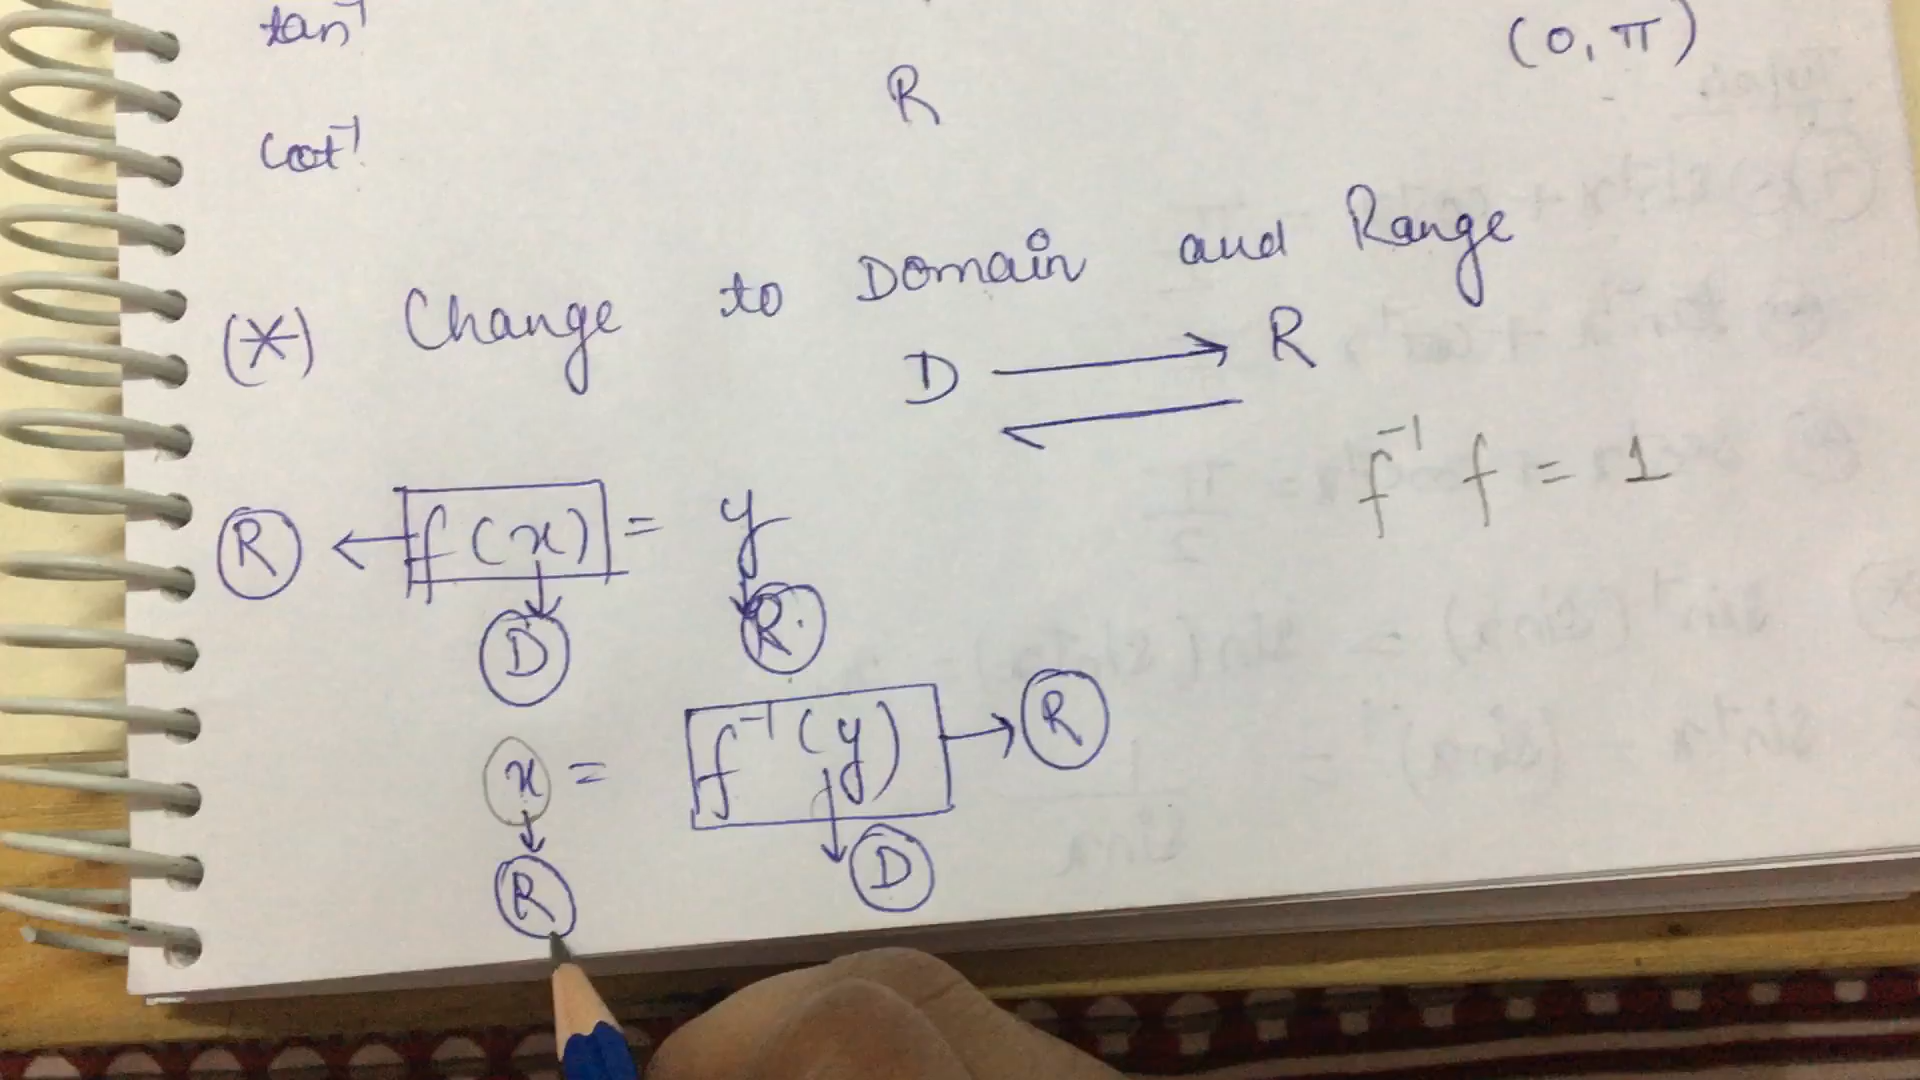 tan⁻¹ (0, π)
R
cot⁻¹
(*) Change to Domain and Range
D → R
←
f⁻¹ f = 1
R ← f(x) = y
D R
x = f⁻¹(y) → R
R D